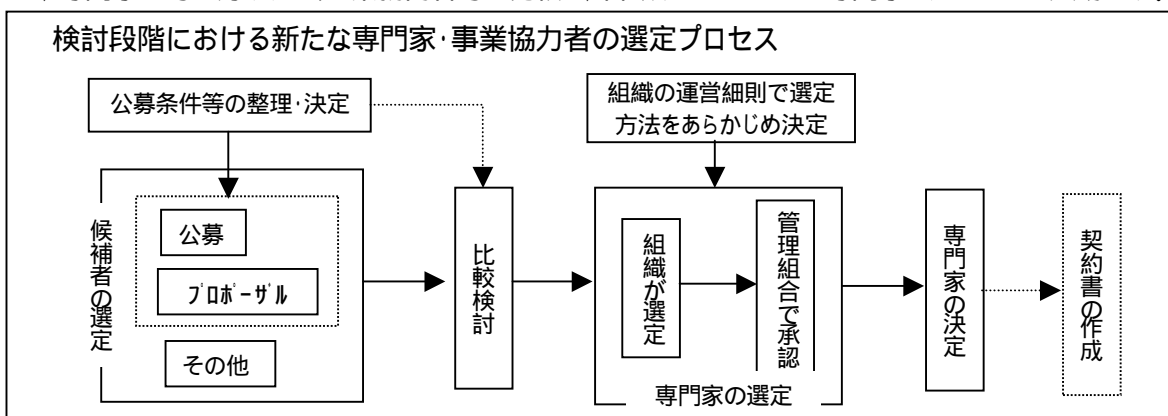 検討段階における新たな専門家･事業協力者の選定プロセス
公募条件等の整理･決定
組織の運営細則で選定
方法をあらかじめ決定
候補者の選定
公募
ﾌﾟﾛﾎﾟｰｻﾞﾙ
その他
比較検討
組織が選定
管理組合で承認
専門家の選定
専門家の決定
契約書の作成